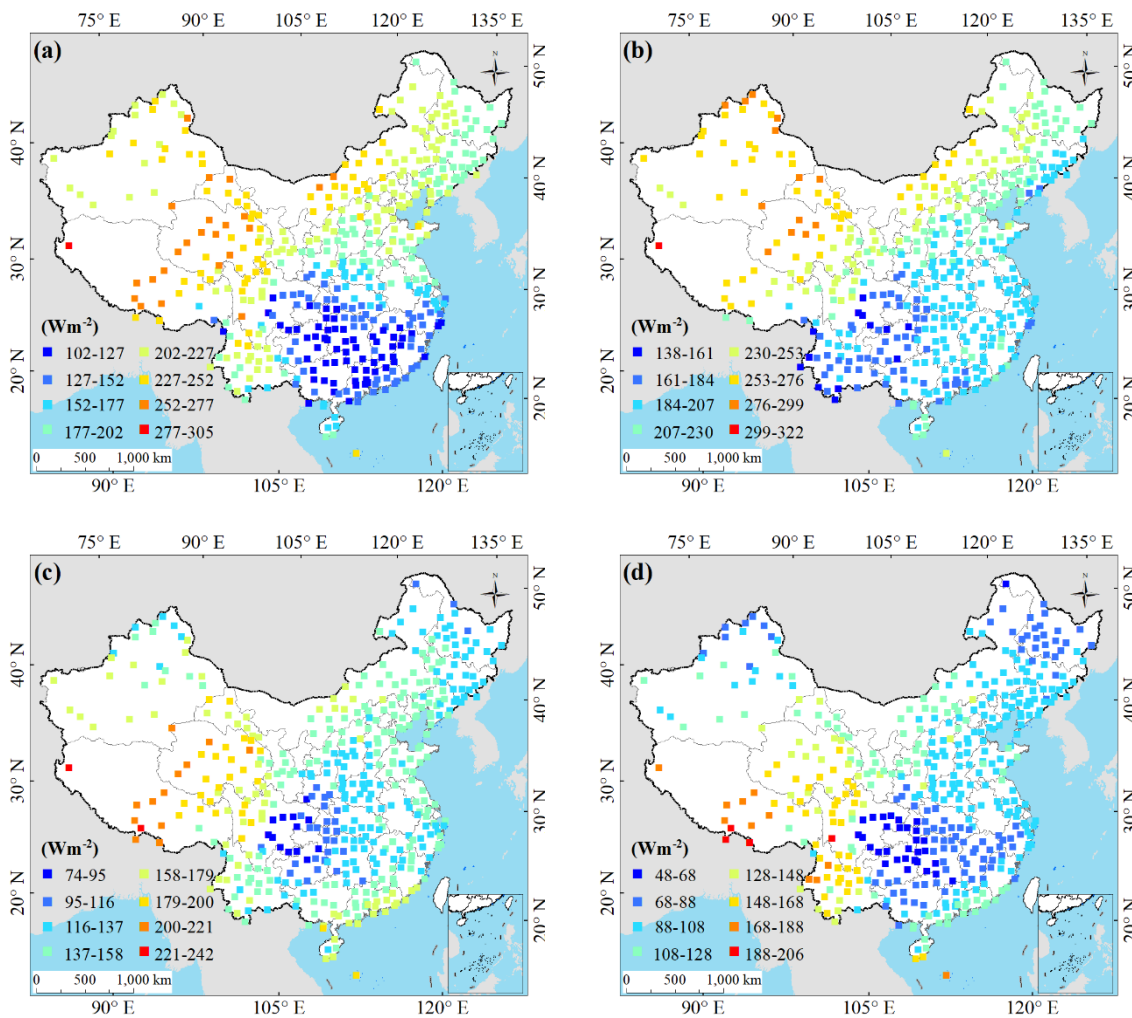 75° E 90° E 105° E 120° E 135° E
(a)
N
50° N
40° N
40° N
30° N
30° N
20° N
20° N
(Wm-2)
102-127 202-227
127-152 227-252
152-177 252-277
177-202 277-305
0 500 1,000 km
90° E 105° E 120° E
75° E 90° E 105° E 120° E 135° E
(b)
N
50° N
40° N
40° N
30° N
30° N
20° N
20° N
(Wm-2)
138-161 230-253
161-184 253-276
184-207 276-299
207-230 299-322
0 500 1,000 km
90° E 105° E 120° E
75° E 90° E 105° E 120° E 135° E
(c)
N
50° N
40° N
40° N
30° N
30° N
20° N
20° N
(Wm-2)
74-95 158-179
95-116 179-200
116-137 200-221
137-158 221-242
0 500 1,000 km
90° E 105° E 120° E
75° E 90° E 105° E 120° E 135° E
(d)
N
50° N
40° N
40° N
30° N
30° N
20° N
20° N
(Wm-2)
48-68 128-148
68-88 148-168
88-108 168-188
108-128 188-206
0 500 1,000 km
90° E 105° E 120° E